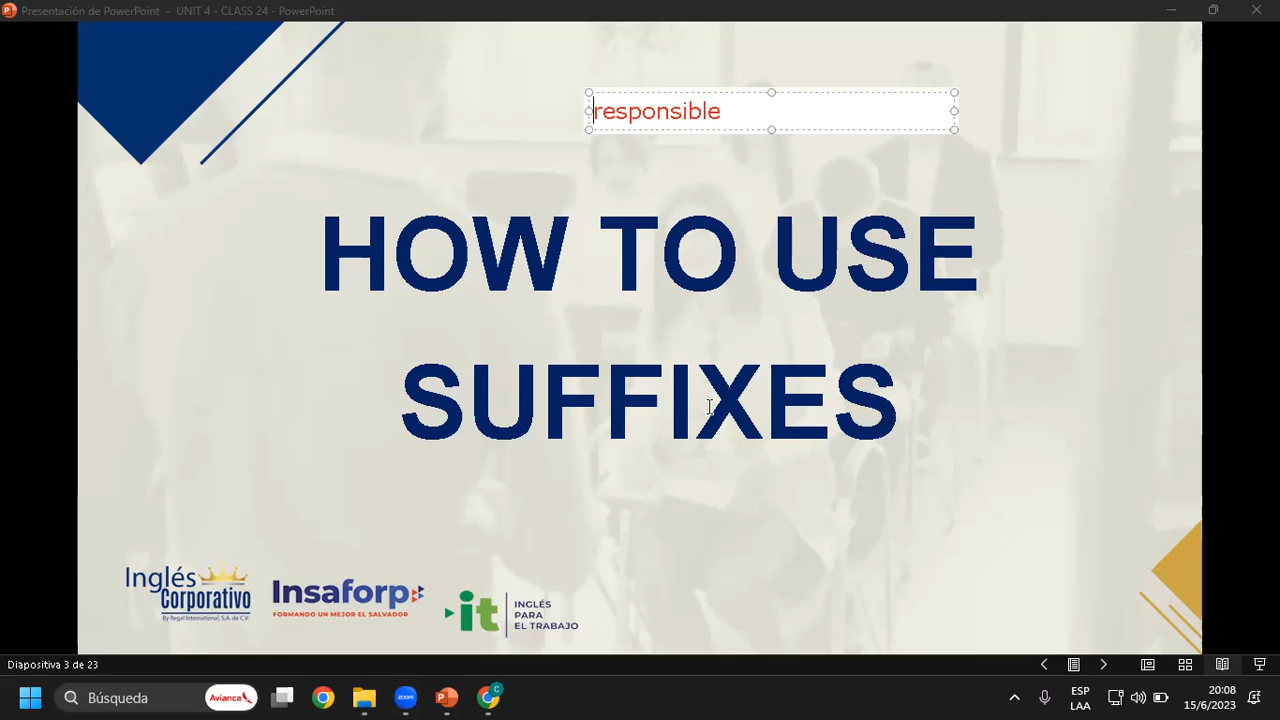 Presentación de PowerPoint - UNIT 4 - CLASS 24 - PowerPoint
responsible
HOW TO USE
SUFFIXES
Inglés
Corporativo
By Regal International, S.A. de C.V.
Insaforp
FORMANDO UN MEJOR EL SALVADOR
it
INGLÉS
PARA
EL TRABAJO
Diapositiva 3 de 23
Búsqueda
Avianca
zoom
C
ESP
LAA
20:08
15/6/2023